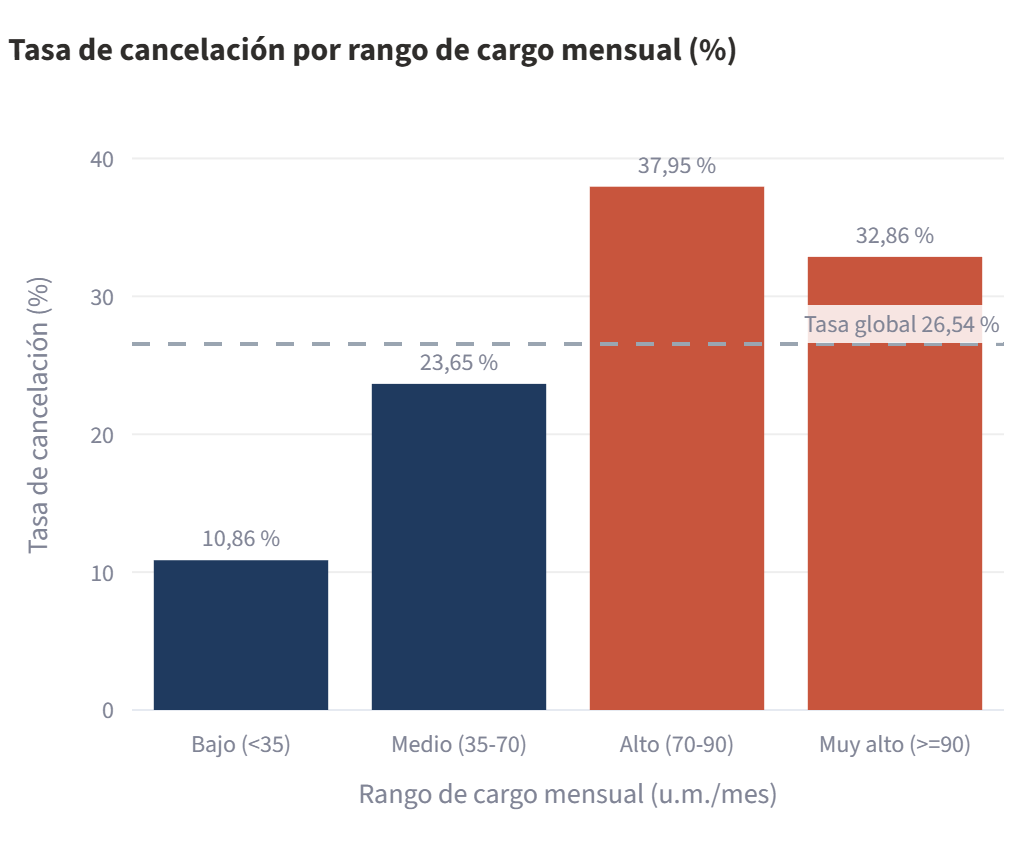 Tasa de cancelación por rango de cargo mensual (%)
Tasa de cancelación (%)
40
30
20
10
0
10,86 %
23,65 %
37,95 %
32,86 %
Tasa global 26,54 %
Bajo (<35)
Medio (35-70)
Alto (70-90)
Muy alto (>=90)
Rango de cargo mensual (u.m./mes)